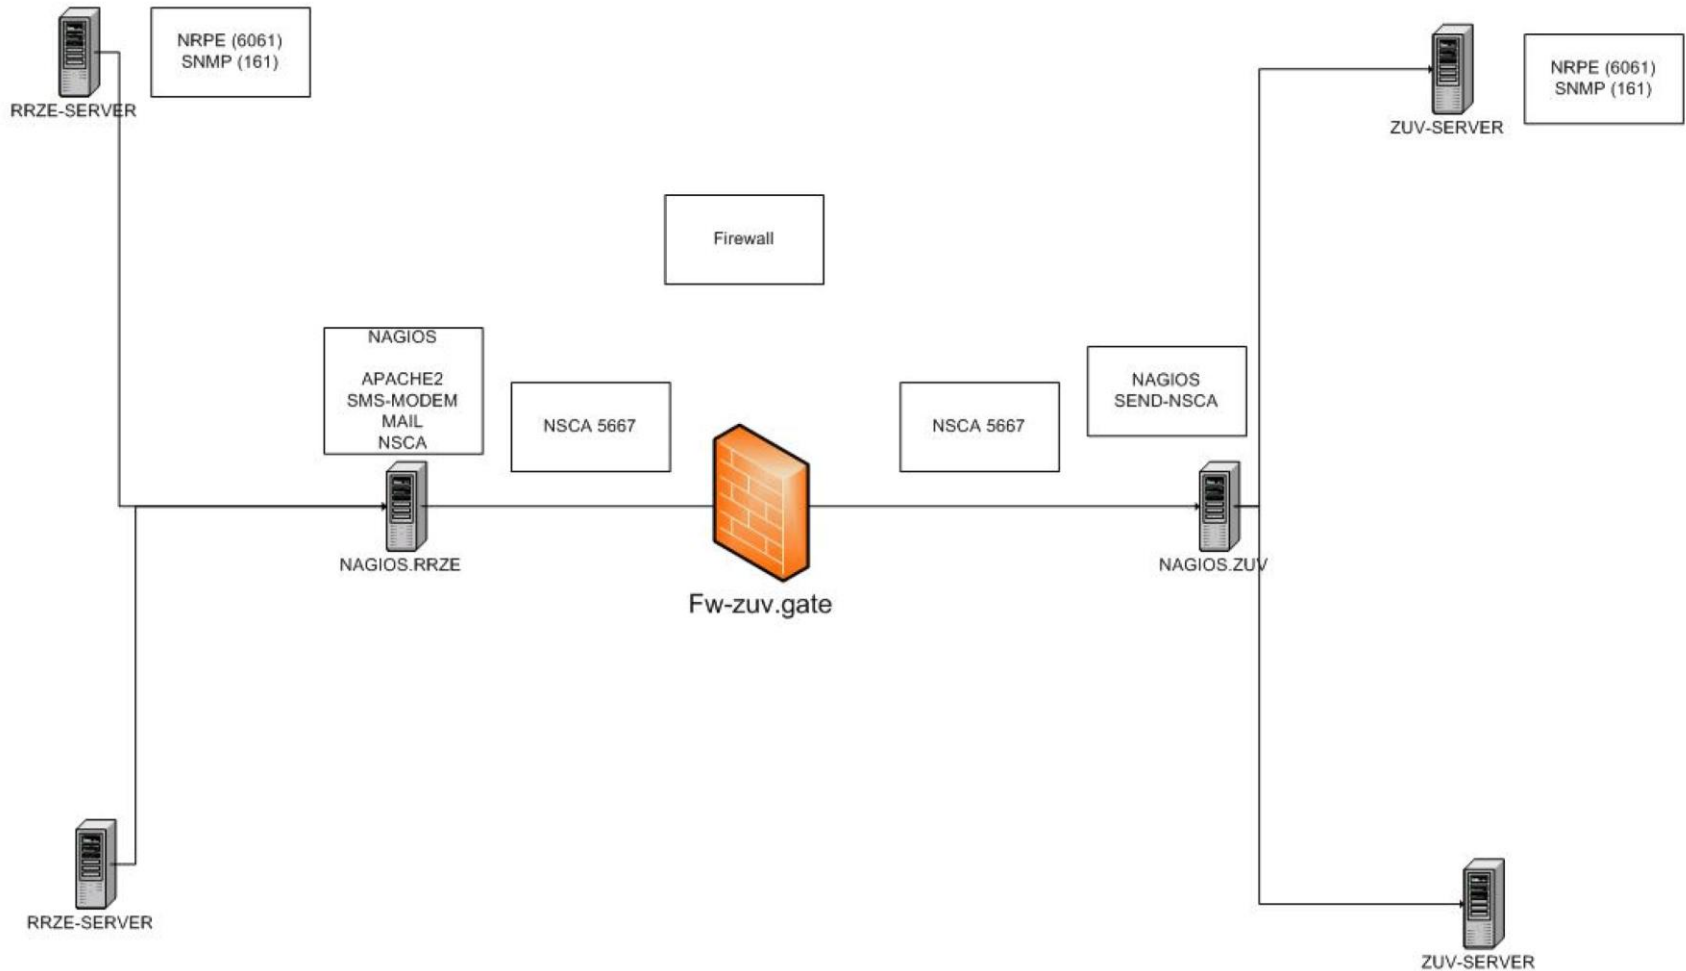 NRPE (6061)
SNMP (161)
RRZE-SERVER
NRPE (6061)
SNMP (161)
ZUV-SERVER
Firewall
NAGIOS
APACHE2
SMS-MODEM
MAIL
NSCA
NSCA 5667
NSCA 5667
NAGIOS
SEND-NSCA
NAGIOS.RRZE
Fw-zuv.gate
NAGIOS.ZUV
RRZE-SERVER
ZUV-SERVER